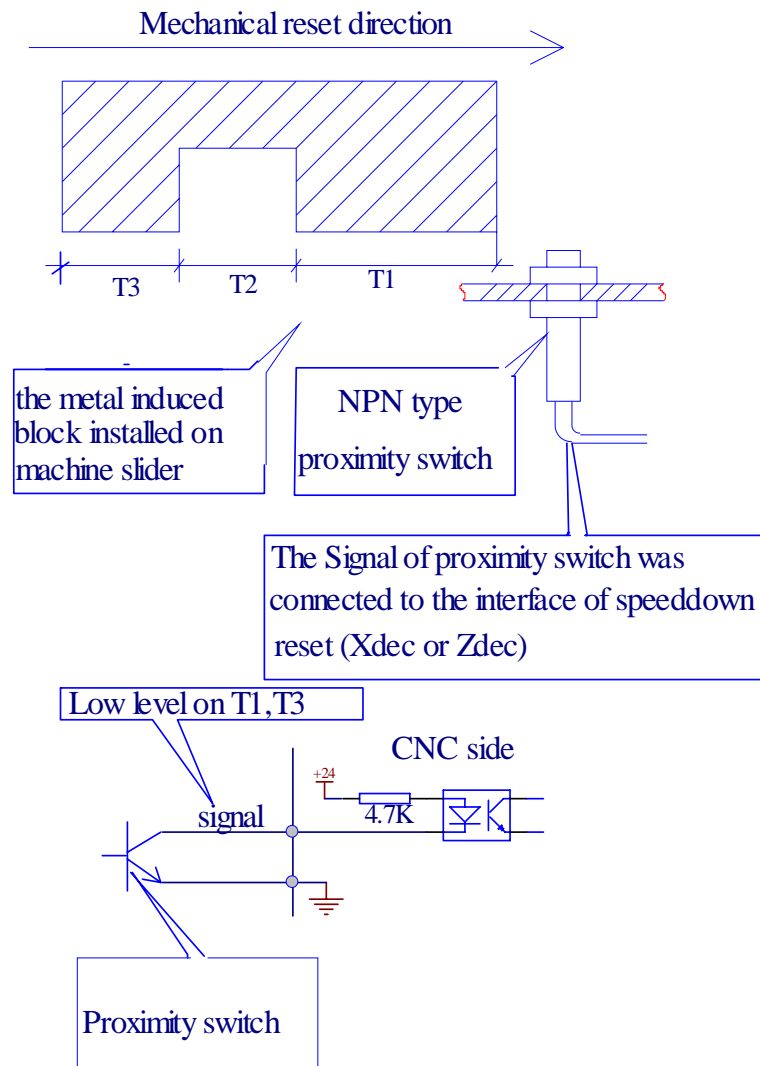 Mechanical reset direction
T3
T2
T1
the metal induced
block installed on
machine slider
NPN type
proximity switch
The Signal of proximity switch was
connected to the interface of speeddown
reset (Xdec or Zdec)
Low level on T1,T3
CNC side
+24
4.7K
signal
Proximity switch